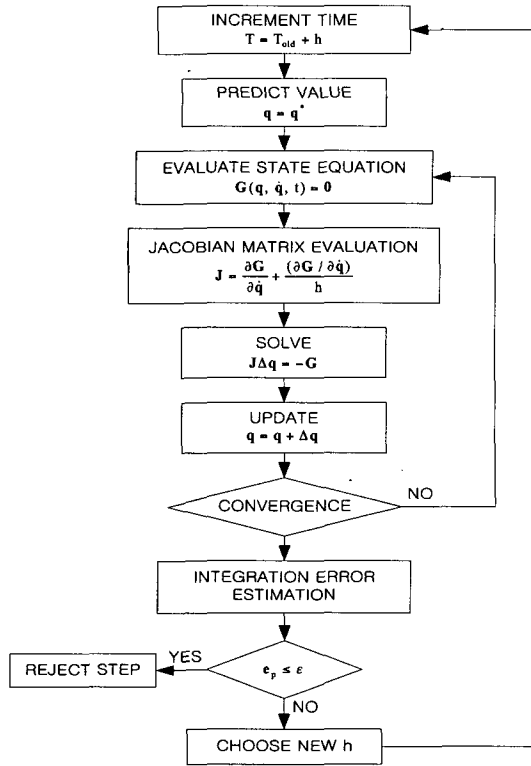 INCREMENT TIME
T = T_old + h
PREDICT VALUE
q = q*
EVALUATE STATE EQUATION
G(q, q̇, t) = 0
JACOBIAN MATRIX EVALUATION
J = ∂G/∂q̇ + (∂G / ∂q̇)/h
SOLVE
JΔq = −G
UPDATE
q = q + Δq
CONVERGENCE
NO
INTEGRATION ERROR
ESTIMATION
YES
REJECT STEP
e_p ≤ ε
NO
CHOOSE NEW h